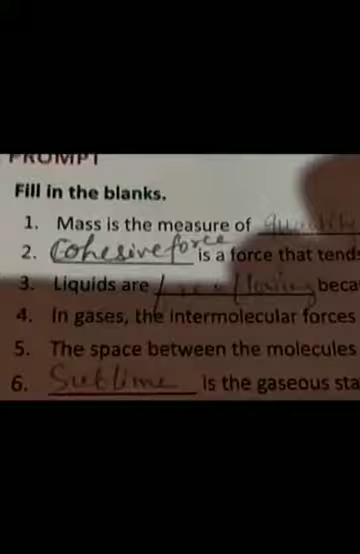 PROMPT
Fill in the blanks.
1. Mass is the measure of quantity
2. Cohesive force is a force that tends
3. Liquids are flowing beca
4. In gases, the intermolecular forces
5. The space between the molecules
6. Sublime is the gaseous sta